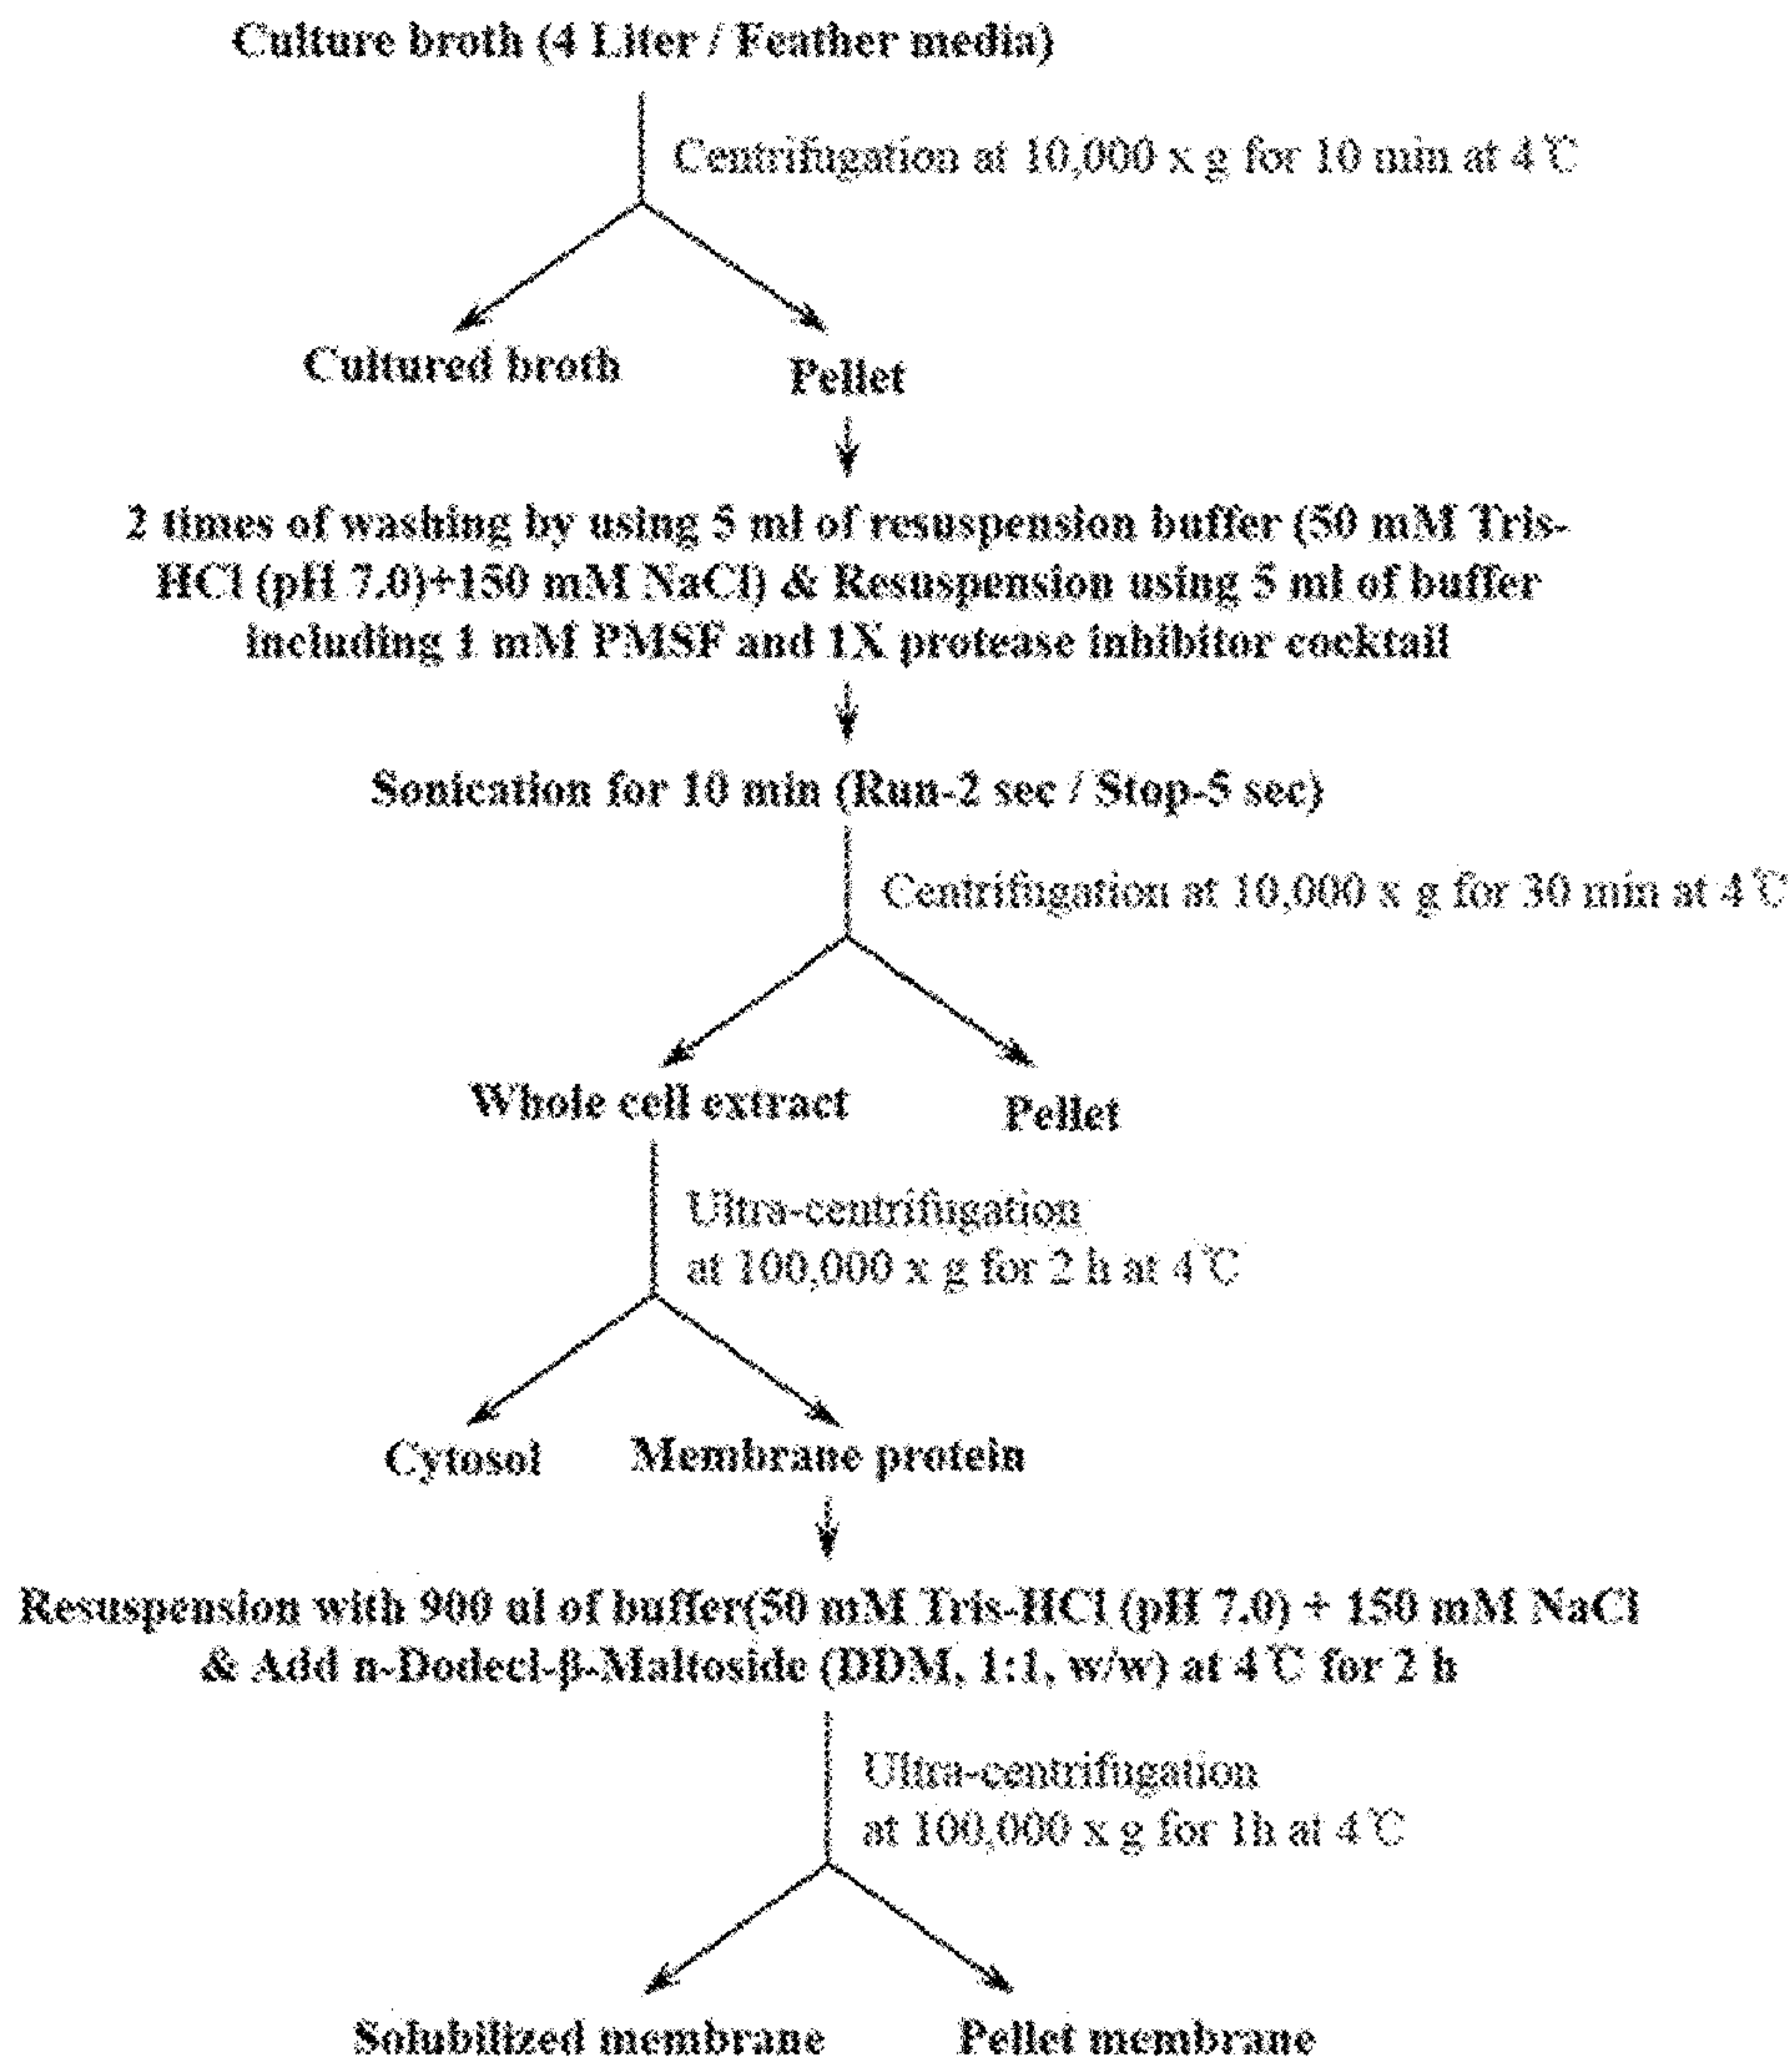 Culture broth (4 Liter / Feather media)
Centrifugation at 10,000 x g for 10 min at 4℃
Cultured broth
Pellet
2 times of washing by using 5 ml of resuspension buffer (50 mM Tris-
HCl (pH 7.0)+150 mM NaCl) & Resuspension using 5 ml of buffer
including 1 mM PMSF and 1X protease inhibitor cocktail
Sonication for 10 min (Run-2 sec / Stop-5 sec)
Centrifugation at 10,000 x g for 30 min at 4℃
Whole cell extract
Pellet
Ultra-centrifugation
at 100,000 x g for 2 h at 4℃
Cytosol
Membrane protein
Resuspension with 900 ul of buffer(50 mM Tris-HCl (pH 7.0) + 150 mM NaCl
& Add n-Dodecl-β-Maltoside (DDM, 1:1, w/w) at 4℃ for 2 h
Ultra-centrifugation
at 100,000 x g for 1h at 4℃
Solubilized membrane
Pellet membrane